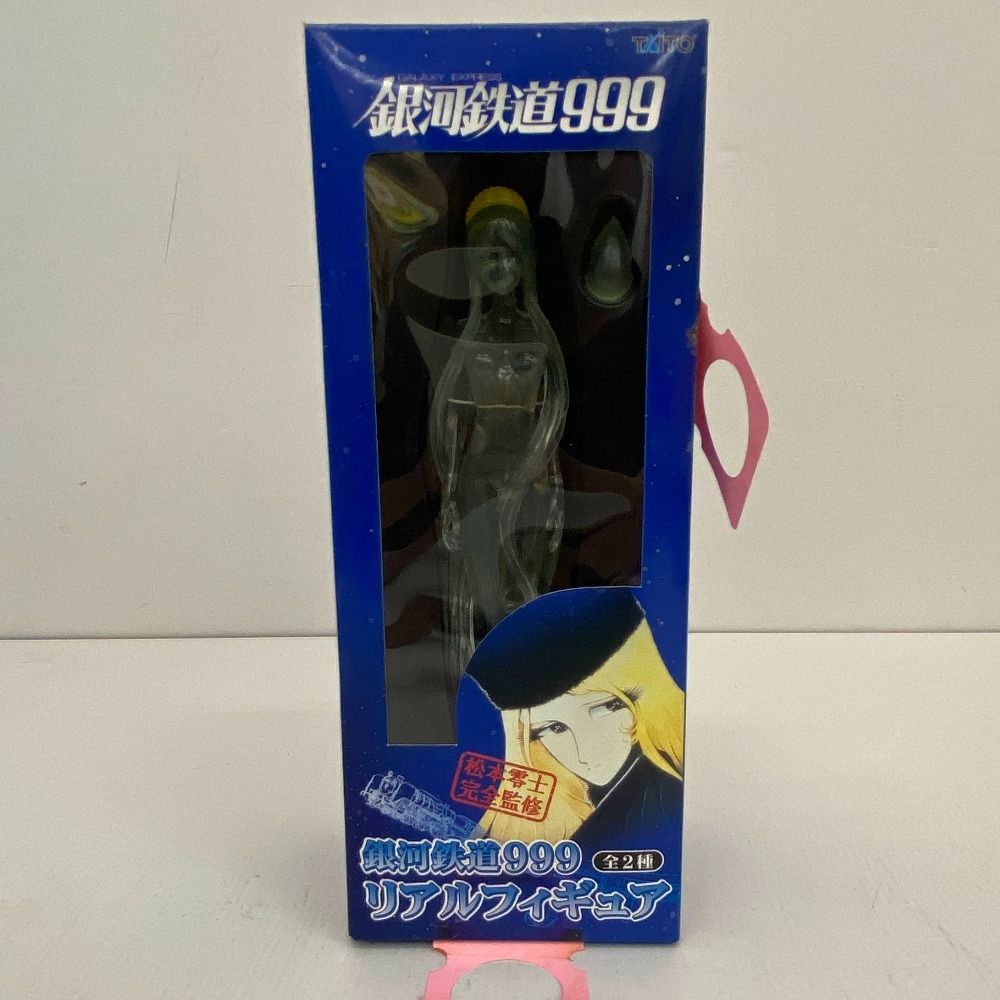 TAITO
GALAXY EXPRESS
銀河鉄道999
松本零士
完全監修
銀河鉄道999 全2種
リアルフィギュア